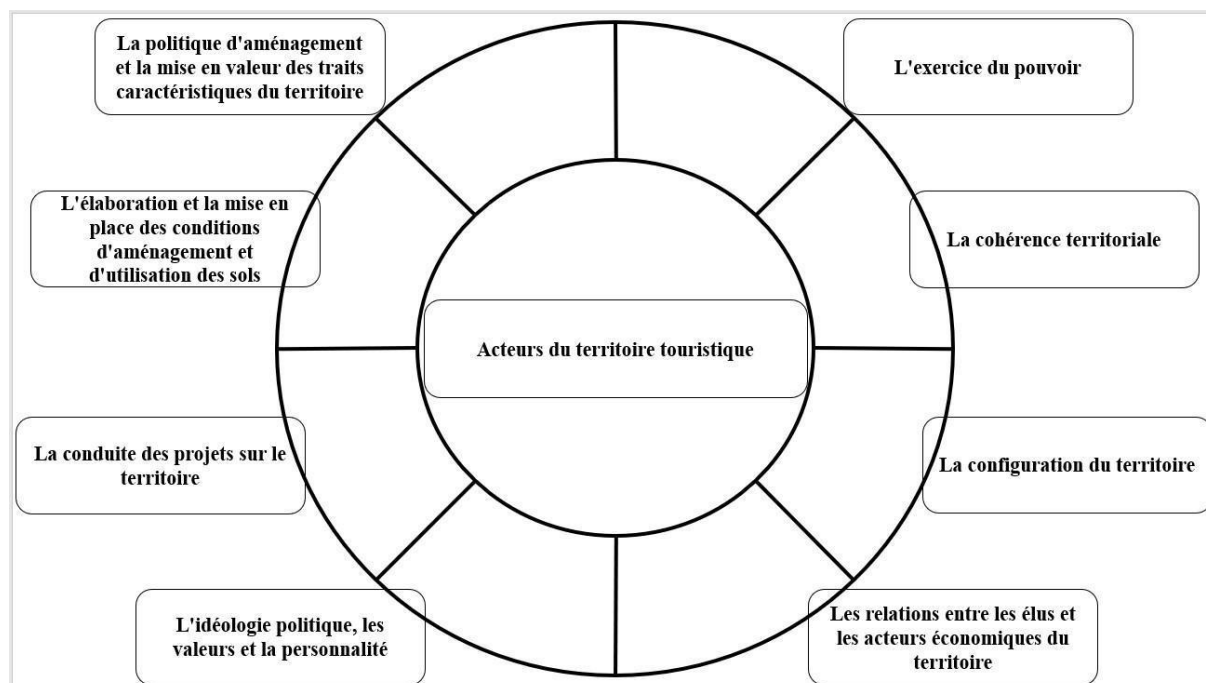 La politique d'aménagement
et la mise en valeur des traits
caractéristiques du territoire
L'exercice du pouvoir
L'élaboration et la mise en
place des conditions
d'aménagement et
d'utilisation des sols
La cohérence territoriale
Acteurs du territoire touristique
La conduite des projets sur le
territoire
La configuration du territoire
L'idéologie politique, les
valeurs et la personnalité
Les relations entre les élus et
les acteurs économiques du
territoire